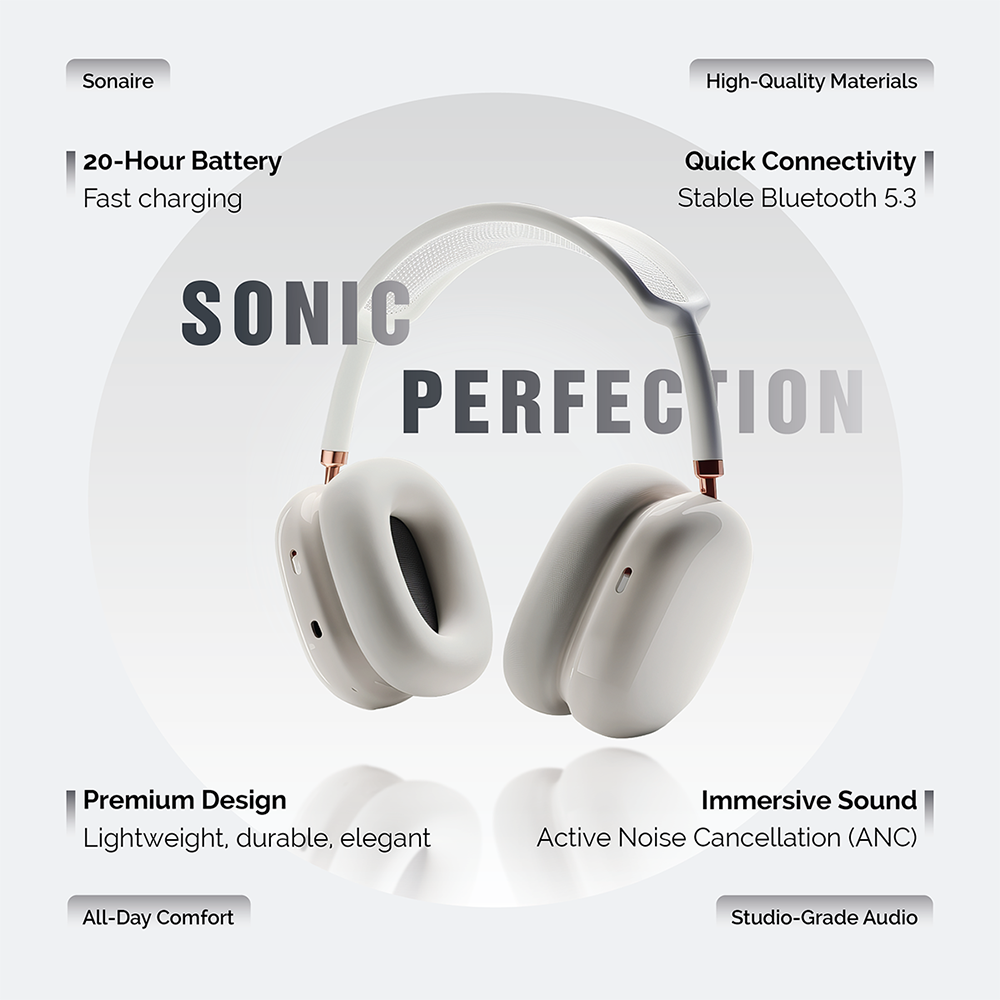 Sonaire
High-Quality Materials
20-Hour Battery
Fast charging
Quick Connectivity
Stable Bluetooth 5.3
SONIC
PERFECTION
Premium Design
Lightweight, durable, elegant
Immersive Sound
Active Noise Cancellation (ANC)
All-Day Comfort
Studio-Grade Audio